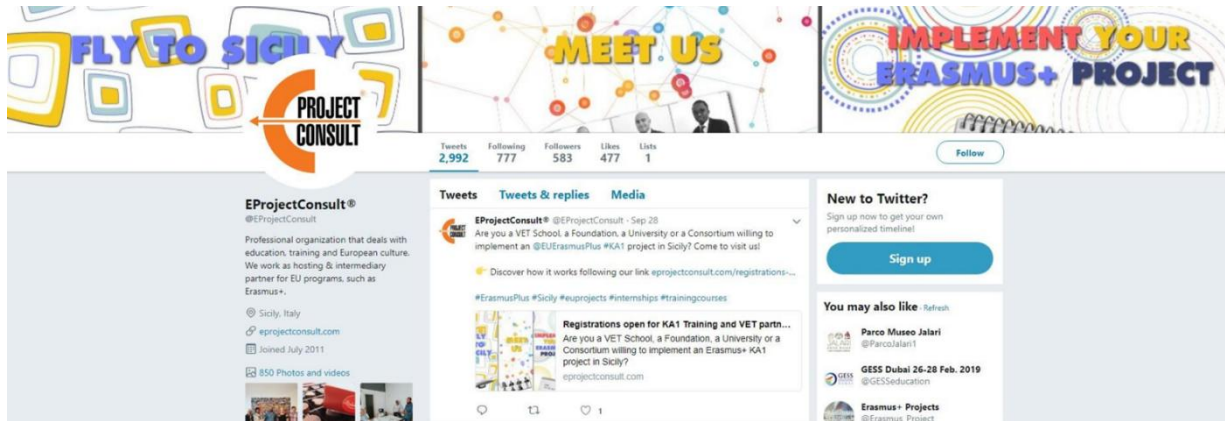 FLY TO SICILY
MEET US
IMPLEMENT YOUR
ERASMUS+ PROJECT
PROJECT
CONSULT
Tweets Following Followers Likes Lists
2,992 777 583 477 1
Follow
EProjectConsult®
@EProjectConsult
Professional organization that deals with
education, training and European culture.
We work as hosting & intermediary
partner for EU programs, such as
Erasmus+.
Sicily, Italy
eprojectconsult.com
Joined July 2011
850 Photos and videos
Tweets Tweets & replies Media
EProjectConsult® @EProjectConsult · Sep 28
Are you a VET School, a Foundation, a University or a Consortium willing to
implement an @EUErasmusPlus #KA1 project in Sicily? Come to visit us!
👉 Discover how it works following our link eprojectconsult.com/registrations-...
#ErasmusPlus #Sicily #euprojects #internships #trainingcourses
Registrations open for KA1 Training and VET partn...
Are you a VET School, a Foundation, a University or a
Consortium willing to implement an Erasmus+ KA1
project in Sicily?
eprojectconsult.com
1
New to Twitter?
Sign up now to get your own
personalized timeline!
Sign up
You may also like · Refresh
Parco Museo Jalari
@ParcoJalari1
GESS Dubai 26-28 Feb. 2019
@GESSeducation
Erasmus+ Projects
@Erasmus_Project